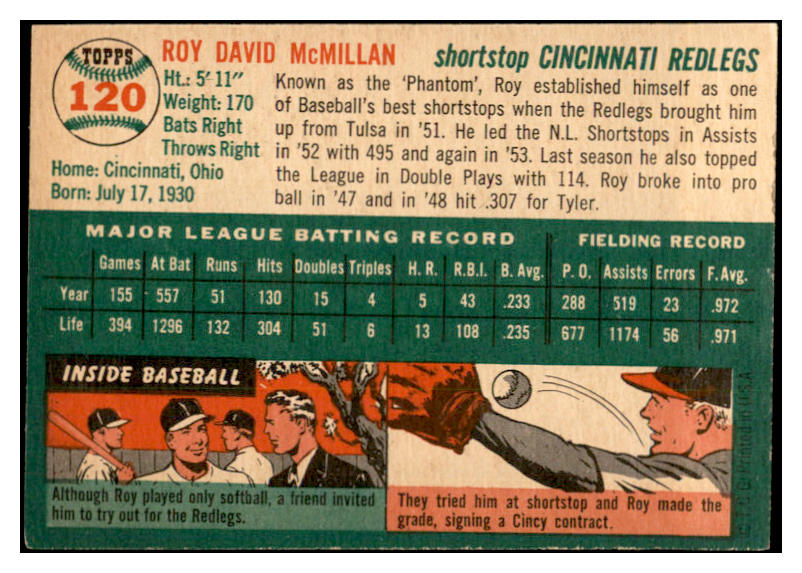 TOPPS
120
ROY DAVID McMILLAN
shortstop CINCINNATI REDLEGS
Ht.: 5' 11"
Weight: 170
Bats Right
Throws Right
Home: Cincinnati, Ohio
Born: July 17, 1930
Known as the 'Phantom', Roy established himself as one
of Baseball's best shortstops when the Redlegs brought him
up from Tulsa in '51. He led the N.L. Shortstops in Assists
in '52 with 495 and again in '53. Last season he also topped
the League in Double Plays with 114. Roy broke into pro
ball in '47 and in '48 hit .307 for Tyler.
MAJOR LEAGUE BATTING RECORD FIELDING RECORD
Games At Bat Runs Hits Doubles Triples H. R. R.B.I. B. Avg. P. O. Assists Errors F. Avg.
Year 155 557 51 130 15 4 5 43 .233 288 519 23 .972
Life 394 1296 132 304 51 6 13 108 .235 677 1174 56 .971
INSIDE BASEBALL
Although Roy played only softball, a friend invited
him to try out for the Redlegs.
They tried him at shortstop and Roy made the
grade, signing a Cincy contract.
© T.C.G. Printed in U.S.A.